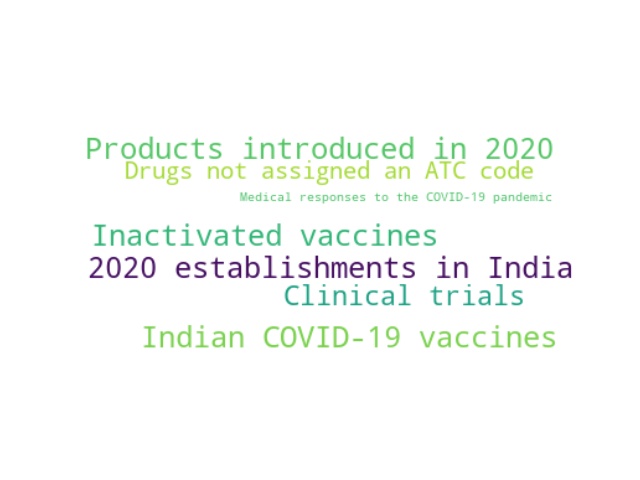 Products introduced in 2020
Drugs not assigned an ATC code
Medical responses to the COVID-19 pandemic
Inactivated vaccines
2020 establishments in India
Clinical trials
Indian COVID-19 vaccines